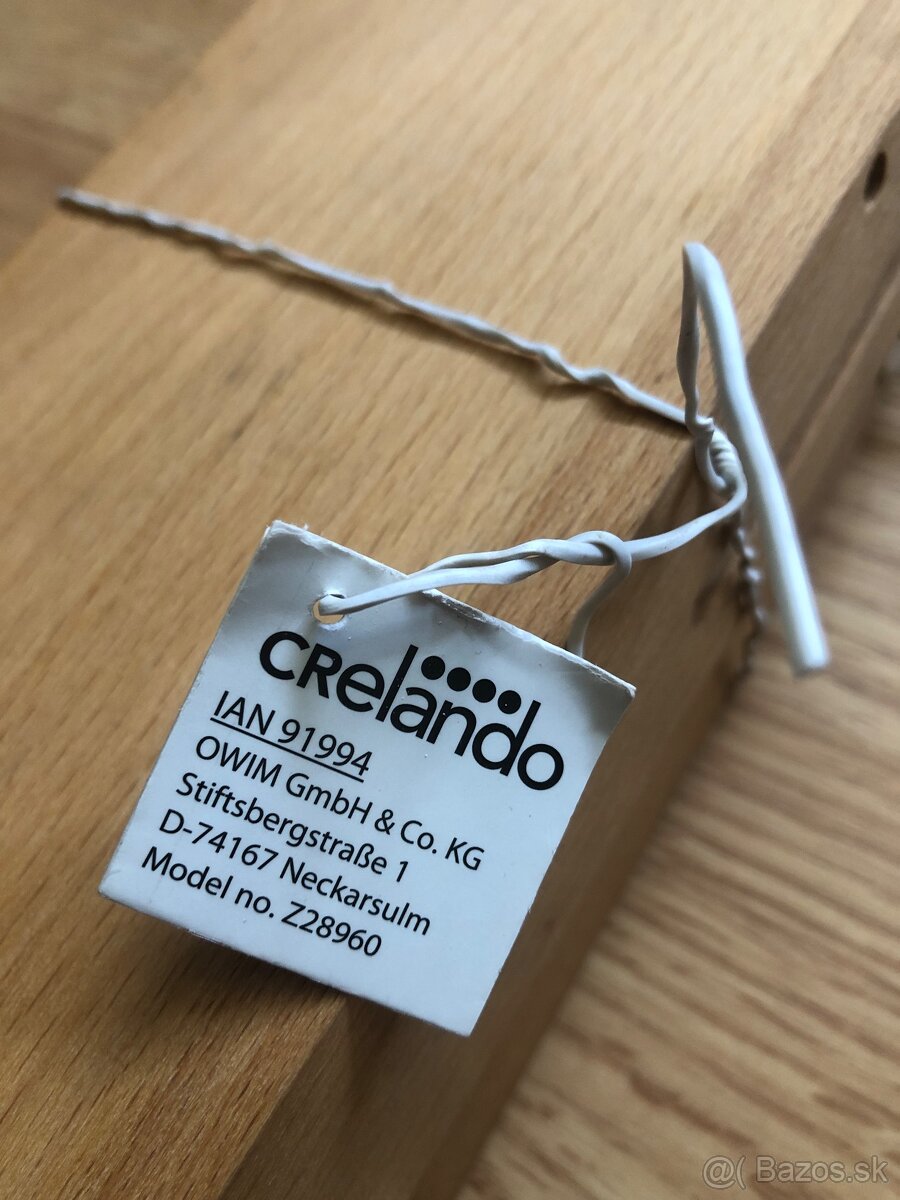 CRelando
IAN 91994
OWIM GmbH & Co. KG
Stiftsbergstraße 1
D-74167 Neckarsulm
Model no. Z28960
@( Bazos.sk